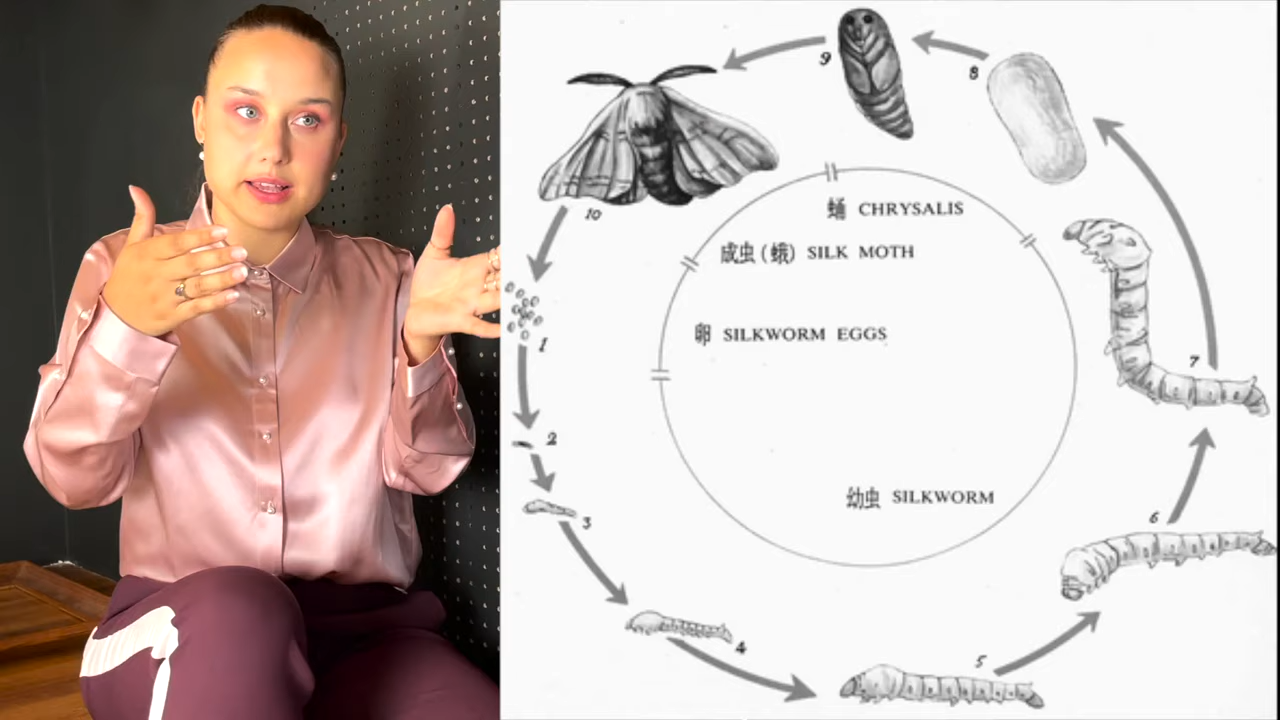 9
8
10
蛹 CHRYSALIS
成虫(蛾) SILK MOTH
卵 SILKWORM EGGS
1
7
2
幼虫 SILKWORM
3
6
4
5